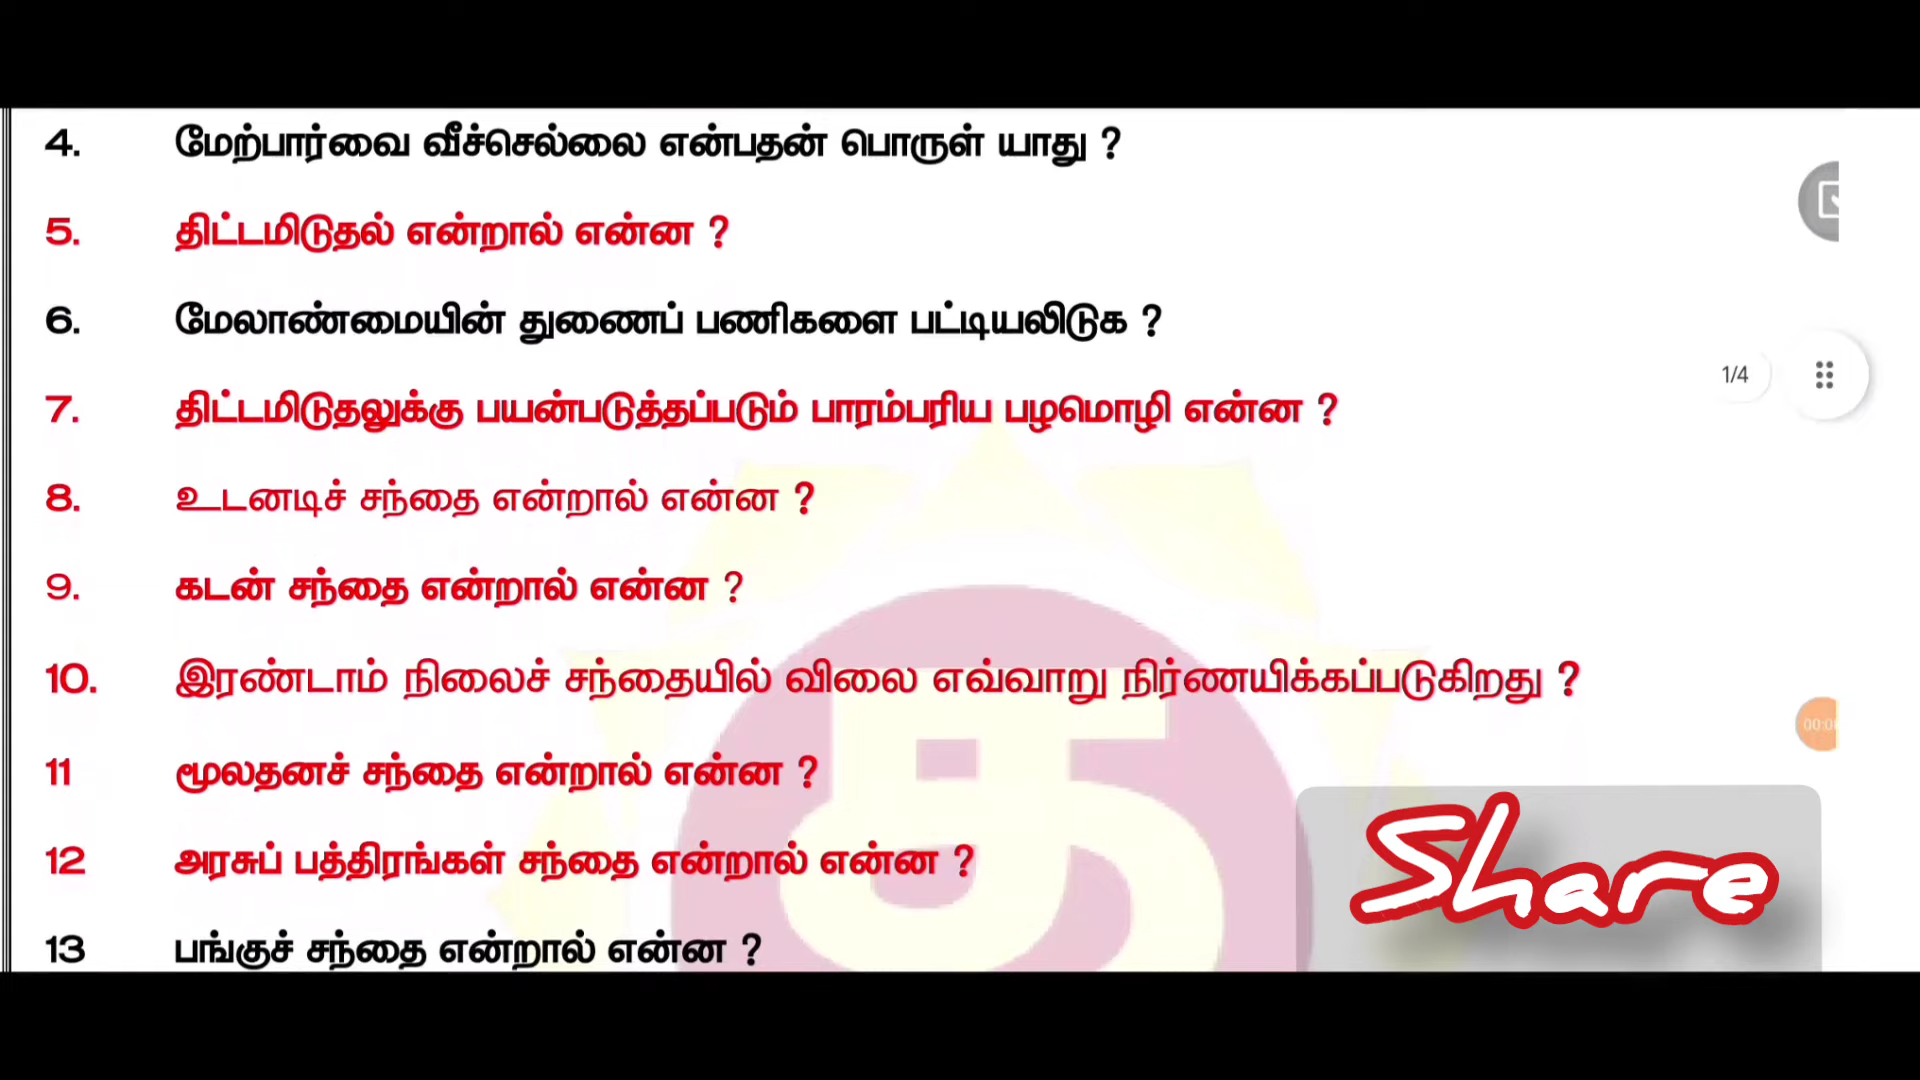 4. மேற்பார்வை வீச்செல்லை என்பதன் பொருள் யாது ?
5. திட்டமிடுதல் என்றால் என்ன ?
6. மேலாண்மையின் துணைப் பணிகளை பட்டியலிடுக ?
7. திட்டமிடுதலுக்கு பயன்படுத்தப்படும் பாரம்பரிய பழமொழி என்ன ?
1/4
8. உடனடிச் சந்தை என்றால் என்ன ?
9. கடன் சந்தை என்றால் என்ன ?
10. இரண்டாம் நிலைச் சந்தையில் விலை எவ்வாறு நிர்ணயிக்கப்படுகிறது ?
11 மூலதனச் சந்தை என்றால் என்ன ?
12 அரசுப் பத்திரங்கள் சந்தை என்றால் என்ன ?
13 பங்குச் சந்தை என்றால் என்ன ?
Share
த